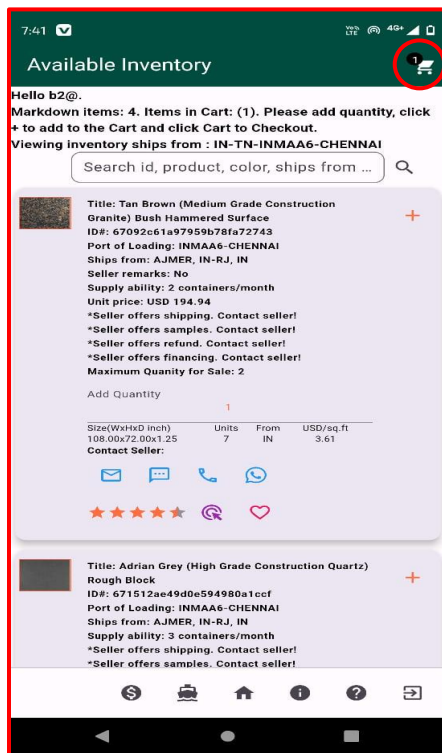 7:41
Vo)) LTE 4G+
Available Inventory
1
Hello b2@.
Markdown items: 4. Items in Cart: (1). Please add quantity, click
+ to add to the Cart and click Cart to Checkout.
Viewing inventory ships from : IN-TN-INMAA6-CHENNAI
Search id, product, color, ships from ...
Title: Tan Brown (Medium Grade Construction
Granite) Bush Hammered Surface
ID#: 67092c61a97959b78fa72743
Port of Loading: INMAA6-CHENNAI
Ships from: AJMER, IN-RJ, IN
Seller remarks: No
Supply ability: 2 containers/month
Unit price: USD 194.94
*Seller offers shipping. Contact seller!
*Seller offers samples. Contact seller!
*Seller offers refund. Contact seller!
*Seller offers financing. Contact seller!
Maximum Quanity for Sale: 2
Add Quantity
1
Size(WxHxD inch) Units From USD/sq.ft
108.00x72.00x1.25 7 IN 3.61
Contact Seller:
Title: Adrian Grey (High Grade Construction Quartz)
Rough Block
ID#: 671512ae49d0e594980a1ccf
Port of Loading: INMAA6-CHENNAI
Ships from: AJMER, IN-RJ, IN
Supply ability: 3 containers/month
*Seller offers shipping. Contact seller!
*Seller offers samples. Contact seller!